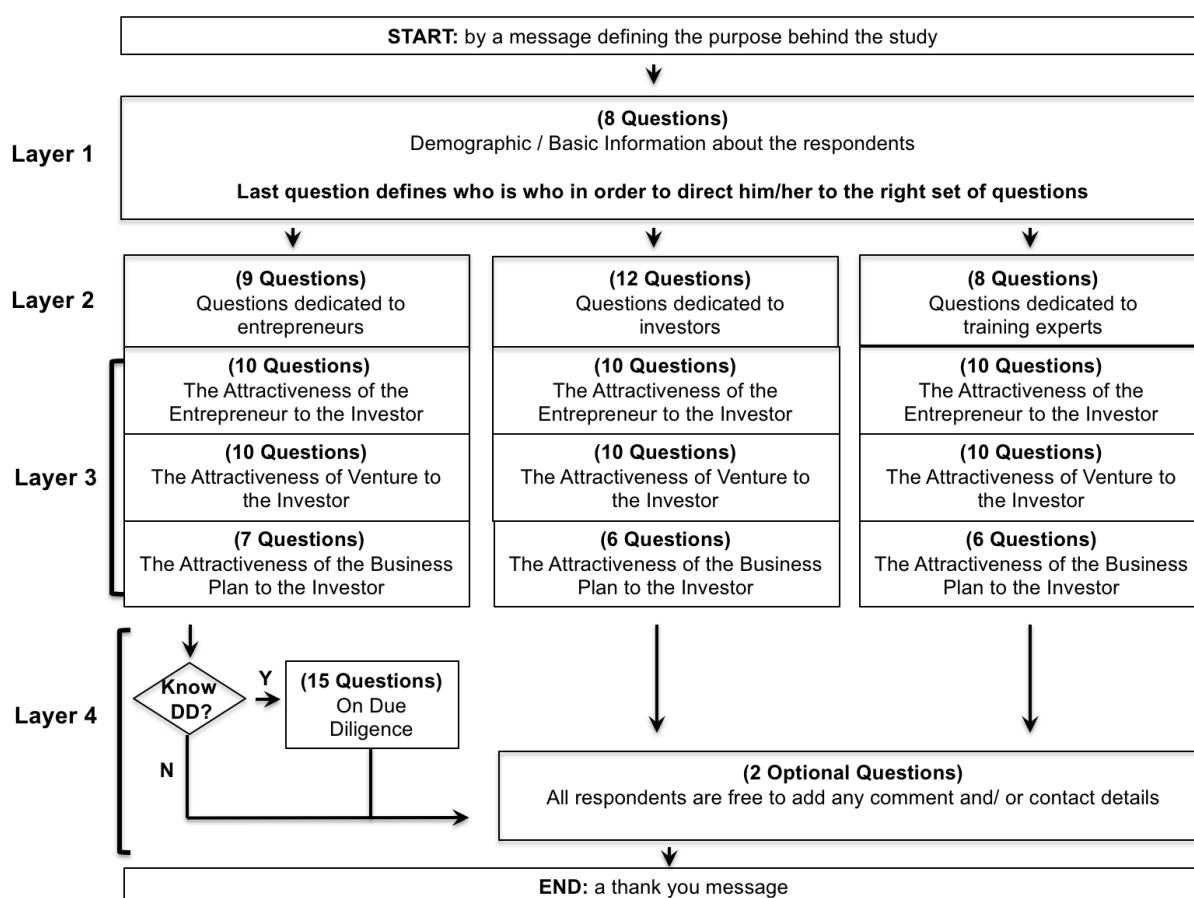 START: by a message defining the purpose behind the study
Layer 1
(8 Questions)
Demographic / Basic Information about the respondents
Last question defines who is who in order to direct him/her to the right set of questions
Layer 2
(9 Questions)
Questions dedicated to
entrepreneurs
(12 Questions)
Questions dedicated to
investors
(8 Questions)
Questions dedicated to
training experts
Layer 3
(10 Questions)
The Attractiveness of the
Entrepreneur to the Investor
(10 Questions)
The Attractiveness of the
Entrepreneur to the Investor
(10 Questions)
The Attractiveness of the
Entrepreneur to the Investor
(10 Questions)
The Attractiveness of Venture to
the Investor
(10 Questions)
The Attractiveness of Venture to
the Investor
(10 Questions)
The Attractiveness of Venture to
the Investor
(7 Questions)
The Attractiveness of the Business
Plan to the Investor
(6 Questions)
The Attractiveness of the Business
Plan to the Investor
(6 Questions)
The Attractiveness of the Business
Plan to the Investor
Layer 4
Know
DD?
Y
N
(15 Questions)
On Due
Diligence
(2 Optional Questions)
All respondents are free to add any comment and/ or contact details
END: a thank you message